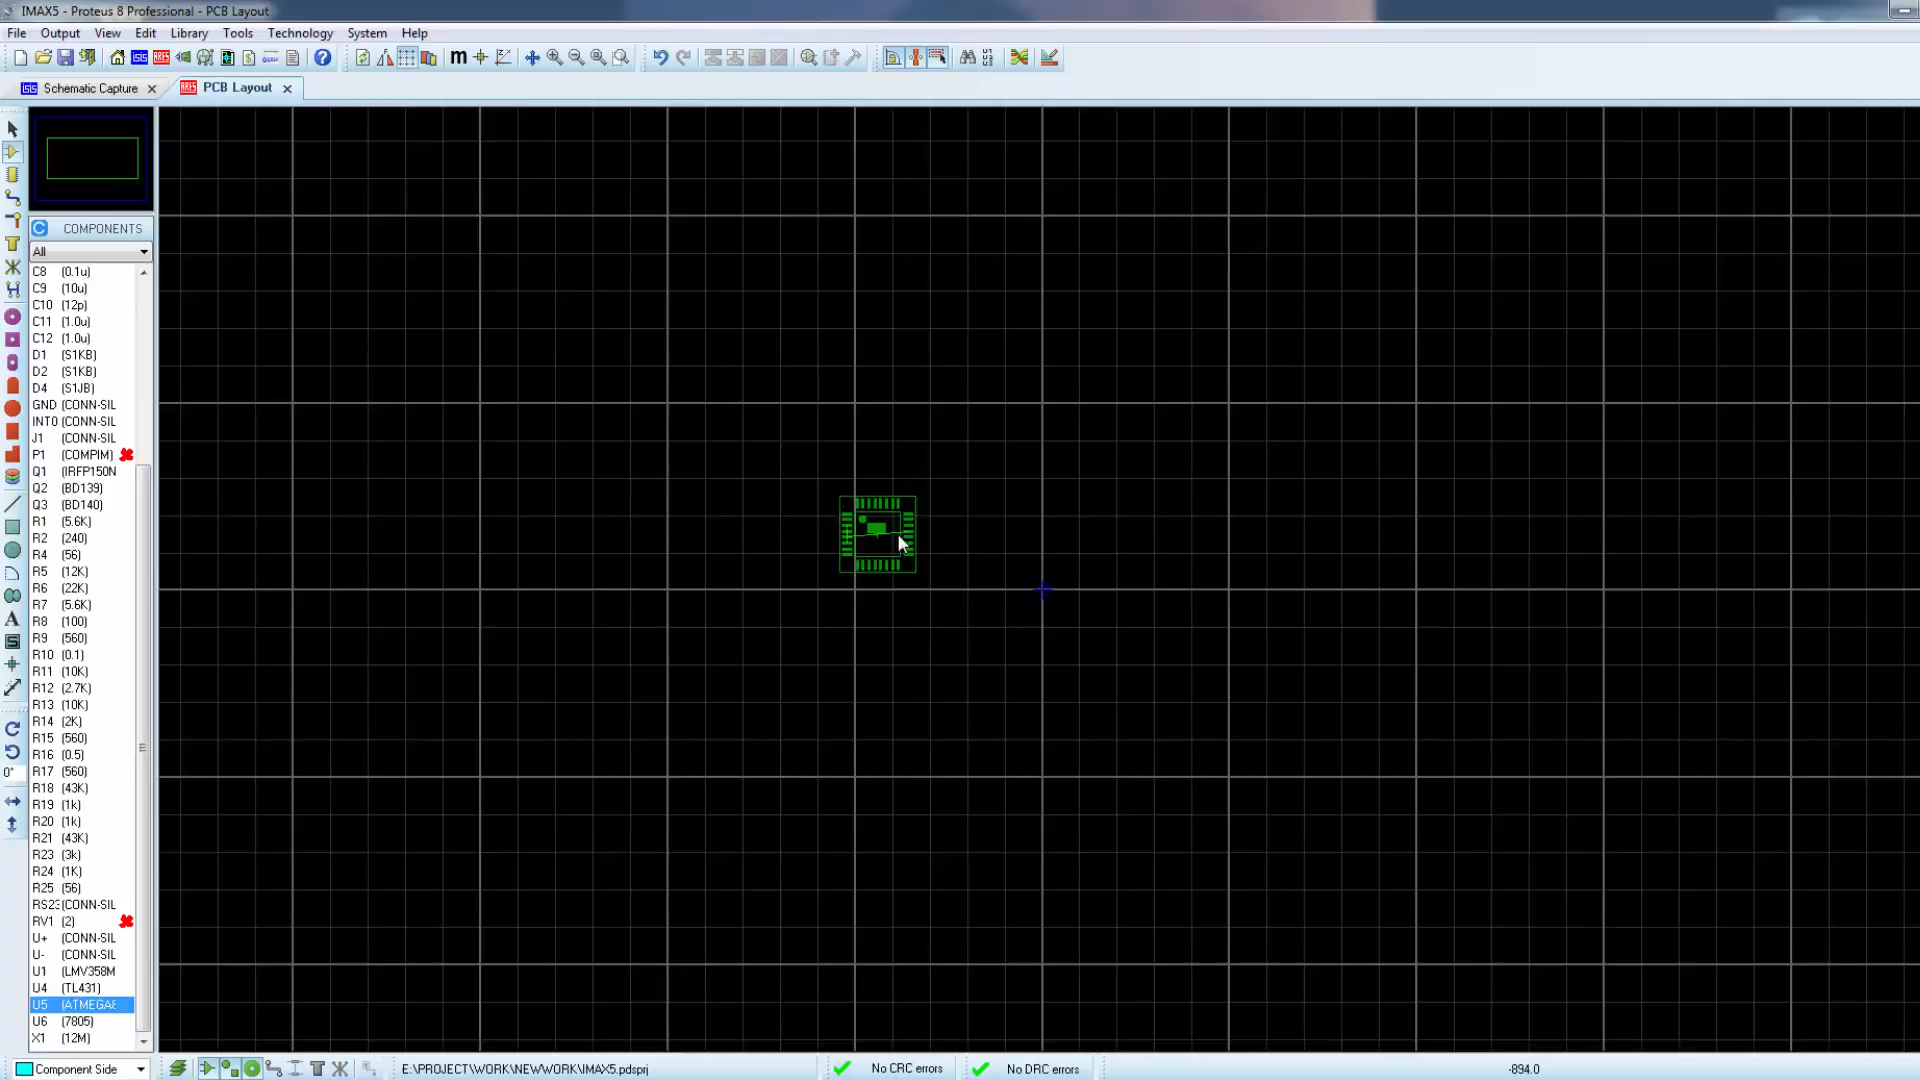 IMAX5 - Proteus 8 Professional - PCB Layout
File Output View Edit Library Tools Technology System Help
Schematic Capture PCB Layout
COMPONENTS
All
C8 (0.1u)
C9 (10u)
C10 (12p)
C11 (1.0u)
C12 (1.0u)
D1 (S1KB)
D2 (S1KB)
D4 (S1JB)
GND (CONN-SIL
INT0 (CONN-SIL
J1 (CONN-SIL
P1 (COMPIM)
Q1 (IRFP150N
Q2 (BD139)
Q3 (BD140)
R1 (5.6K)
R2 (240)
R4 (56)
R5 (12K)
R6 (22K)
R7 (5.6K)
R8 (100)
R9 (560)
R10 (0.1)
R11 (10K)
R12 (2.7K)
R13 (10K)
R14 (2K)
R15 (560)
R16 (0.5)
R17 (560)
R18 (43K)
R19 (1k)
R20 (1k)
R21 (43K)
R23 (3k)
R24 (1K)
R25 (56)
RS23(CONN-SIL
RV1 (2)
U+ (CONN-SIL
U- (CONN-SIL
U1 (LMV358M
U4 (TL431)
U5 (ATMEGA8
U6 (7805)
X1 (12M)
0°
Component Side E:\PROJECT\WORK\NEWWORK\IMAX5.pdsprj No CRC errors No DRC errors -894.0